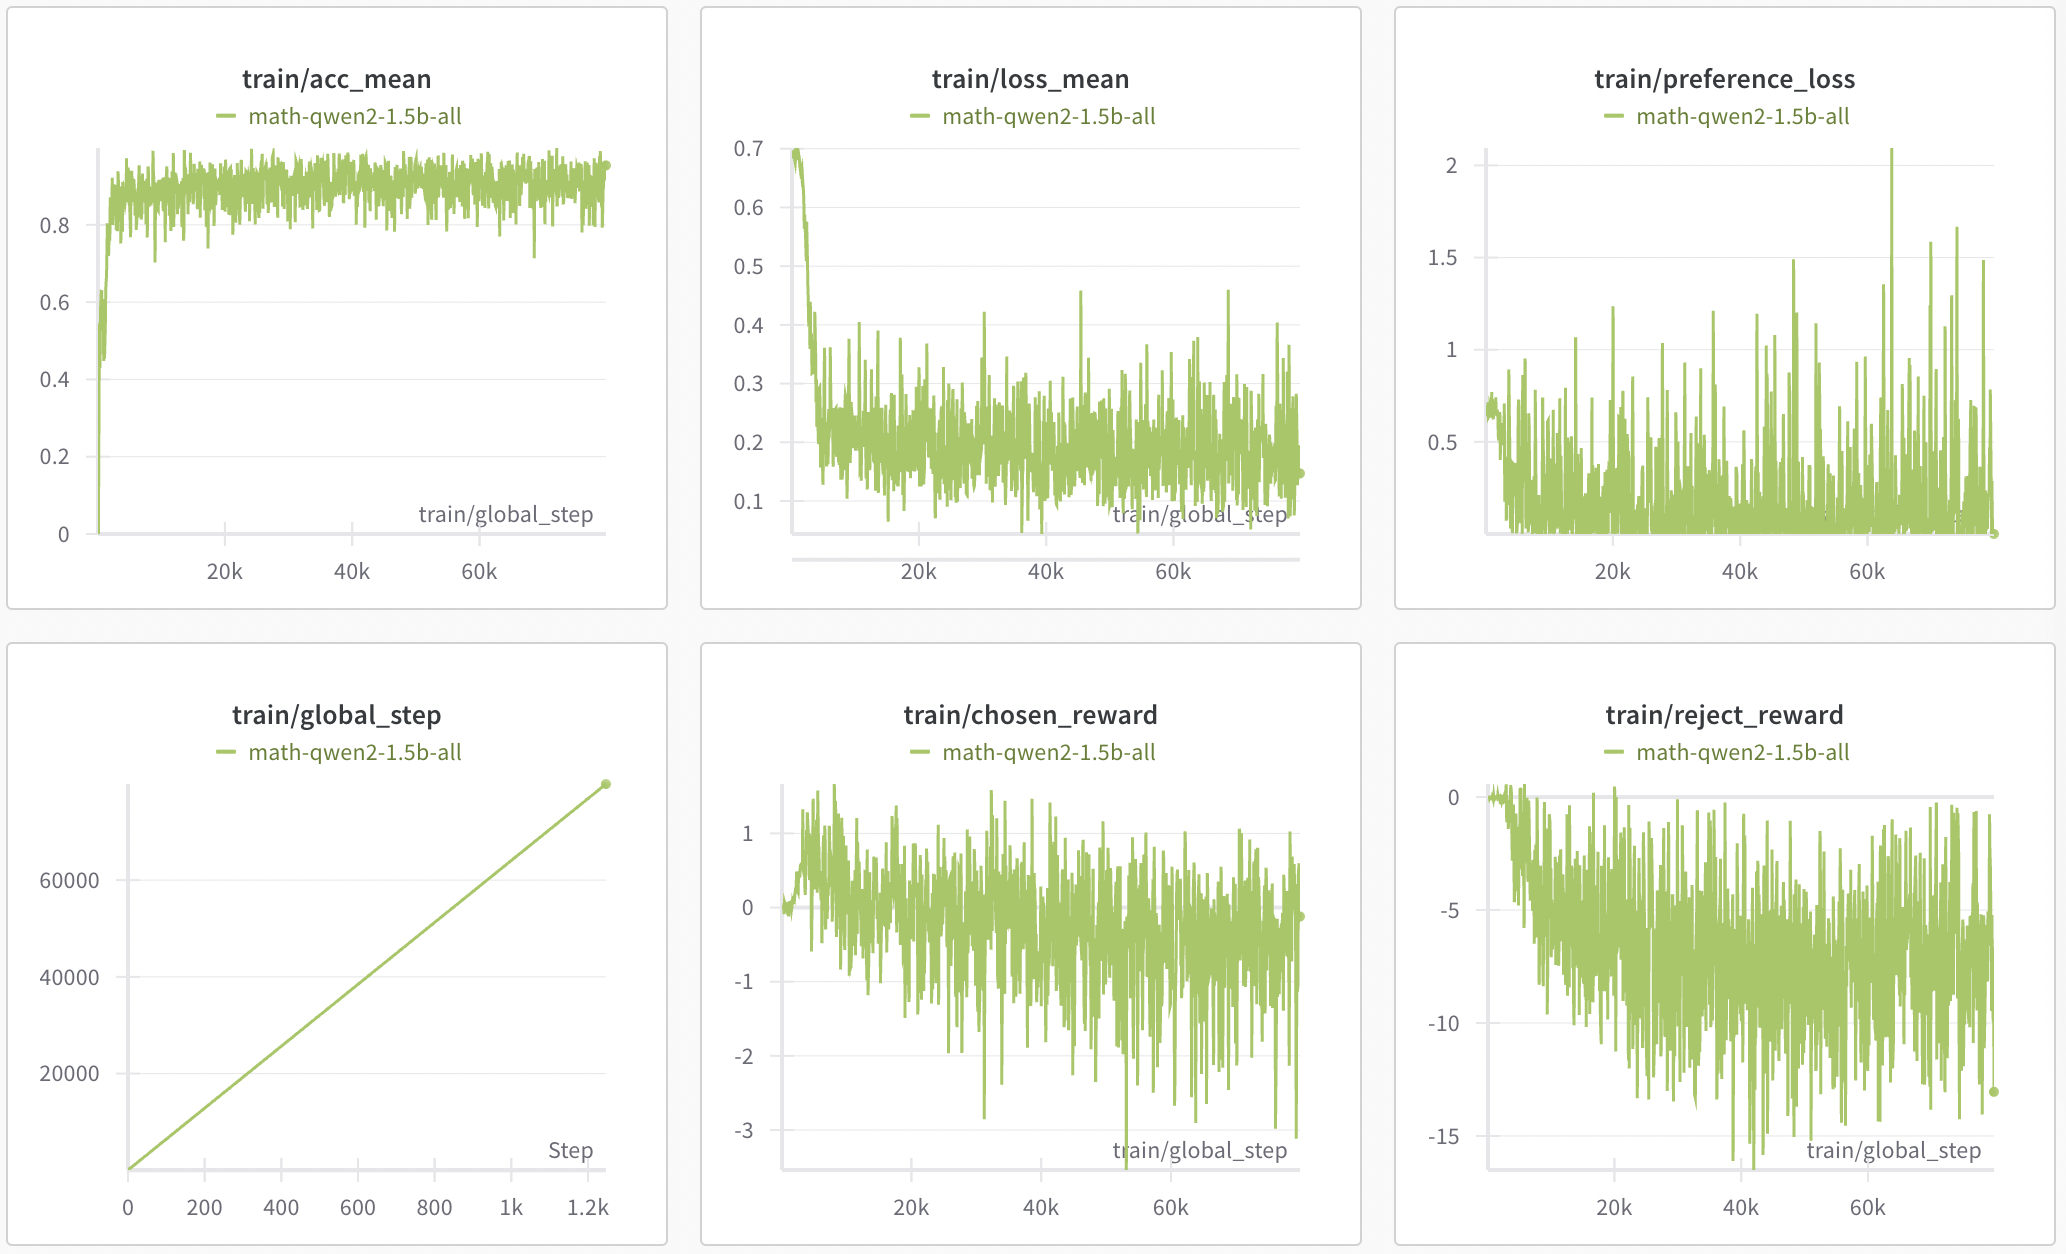 train/acc_mean
math-qwen2-1.5b-all
0.8
0.6
0.4
0.2
0
train/global_step
20k
40k
60k
train/loss_mean
math-qwen2-1.5b-all
0.7
0.6
0.5
0.4
0.3
0.2
0.1
train/global_step
20k
40k
60k
train/preference_loss
math-qwen2-1.5b-all
2
1.5
1
0.5
20k
40k
60k
train/global_step
math-qwen2-1.5b-all
60000
40000
20000
Step
0
200
400
600
800
1k
1.2k
train/chosen_reward
math-qwen2-1.5b-all
1
0
-1
-2
-3
train/global_step
20k
40k
60k
train/reject_reward
math-qwen2-1.5b-all
0
-5
-10
-15
train/global_step
20k
40k
60k